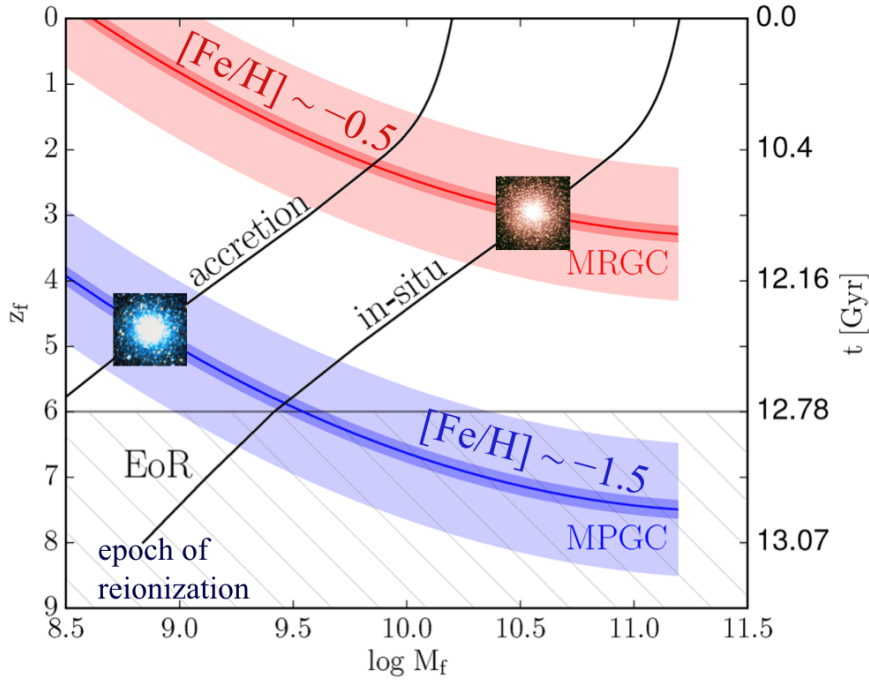 0
1
2
3
4
5
6
7
8
9
z_f
8.5
9.0
9.5
10.0
10.5
11.0
11.5
log M_f
0.0
10.4
12.16
12.78
13.07
t [Gyr]
[Fe/H] ~ −0.5
MRGC
accretion
in-situ
[Fe/H] ~ −1.5
MPGC
EoR
epoch of
reionization